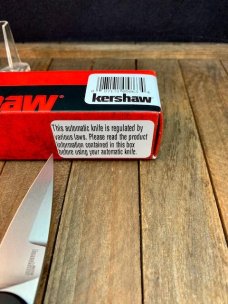 kershaw
aw
This automatic knife is regulated by
various laws. Please read the product
information contained in this box
before using your automatic knife.